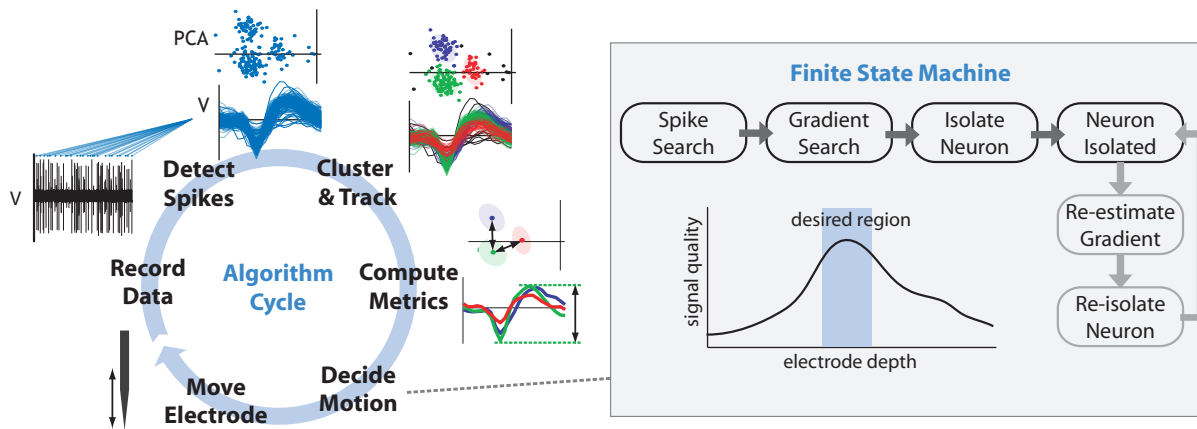 PCA
V
V
Detect
Spikes
Cluster
& Track
Record
Data
Algorithm
Cycle
Compute
Metrics
Move
Electrode
Decide
Motion
Finite State Machine
Spike
Search
Gradient
Search
Isolate
Neuron
Neuron
Isolated
Re-estimate
Gradient
Re-isolate
Neuron
desired region
signal quality
electrode depth